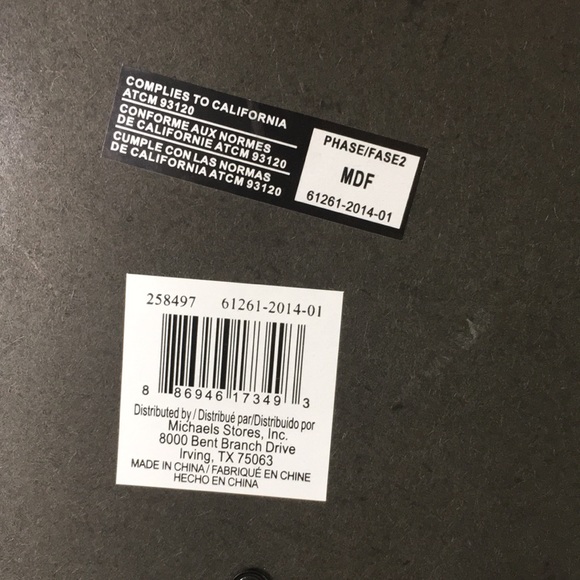 COMPLIES TO CALIFORNIA
ATCM 93120
CONFORME AUX NORMES
DE CALIFORNIE ATCM 93120
CUMPLE CON LAS NORMAS
DE CALIFORNIA ATCM 93120
PHASE/FASE2
MDF
61261-2014-01
258497 61261-2014-01
8 86946 17349 3
Distributed by / Distribué par/Distribuido por
Michaels Stores, Inc.
8000 Bent Branch Drive
Irving, TX 75063
MADE IN CHINA / FABRIQUÉ EN CHINE
HECHO EN CHINA